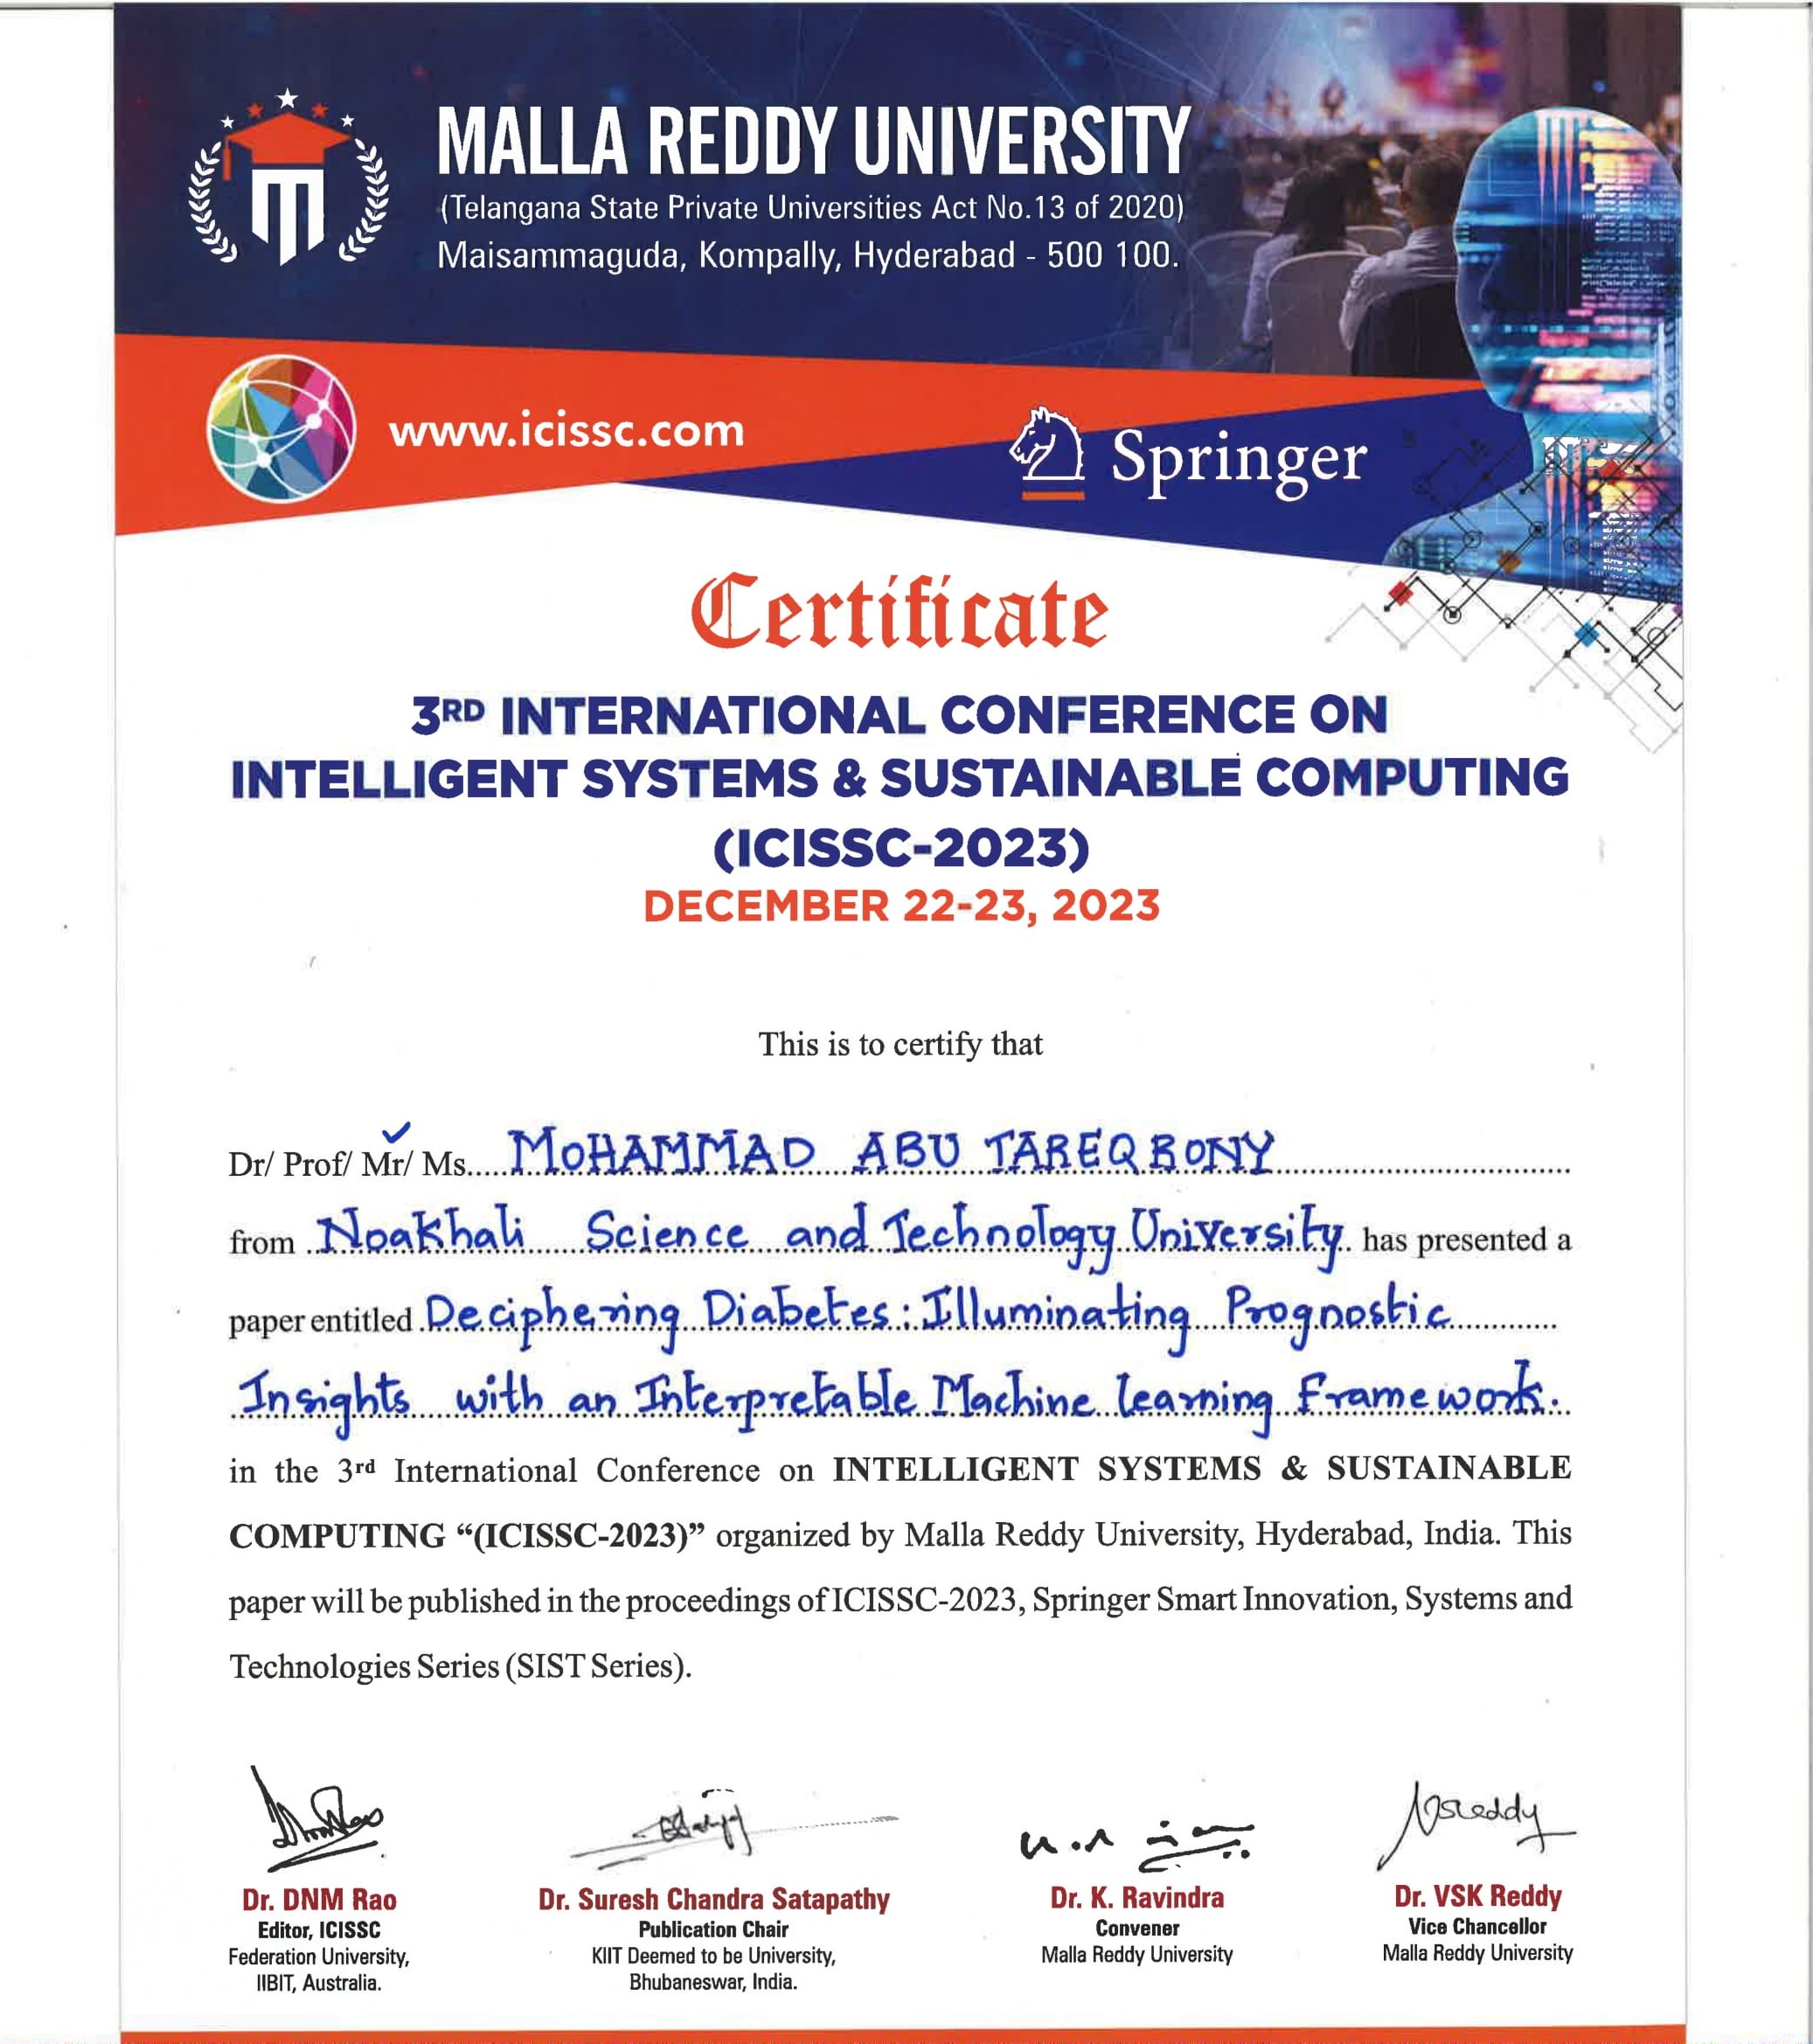 MALLA REDDY UNIVERSITY
(Telangana State Private Universities Act No.13 of 2020)
Maisammaguda, Kompally, Hyderabad - 500 100.
www.icissc.com
Springer
Certificate
3RD INTERNATIONAL CONFERENCE ON
INTELLIGENT SYSTEMS & SUSTAINABLE COMPUTING
(ICISSC-2023)
DECEMBER 22-23, 2023
This is to certify that
Dr/ Prof/ Mr/ Ms. MOHAMMAD ABU TAREQ RONY
from Noakhali Science and Technology University has presented a
paper entitled Deciphering Diabetes: Illuminating Prognostic
Insights with an Interpretable Machine learning Framework.
in the 3rd International Conference on INTELLIGENT SYSTEMS & SUSTAINABLE
COMPUTING “(ICISSC-2023)” organized by Malla Reddy University, Hyderabad, India. This
paper will be published in the proceedings of ICISSC-2023, Springer Smart Innovation, Systems and
Technologies Series (SIST Series).
Dr. DNM Rao
Editor, ICISSC
Federation University,
IIBIT, Australia.
Dr. Suresh Chandra Satapathy
Publication Chair
KIIT Deemed to be University,
Bhubaneswar, India.
Dr. K. Ravindra
Convener
Malla Reddy University
Dr. VSK Reddy
Vice Chancellor
Malla Reddy University